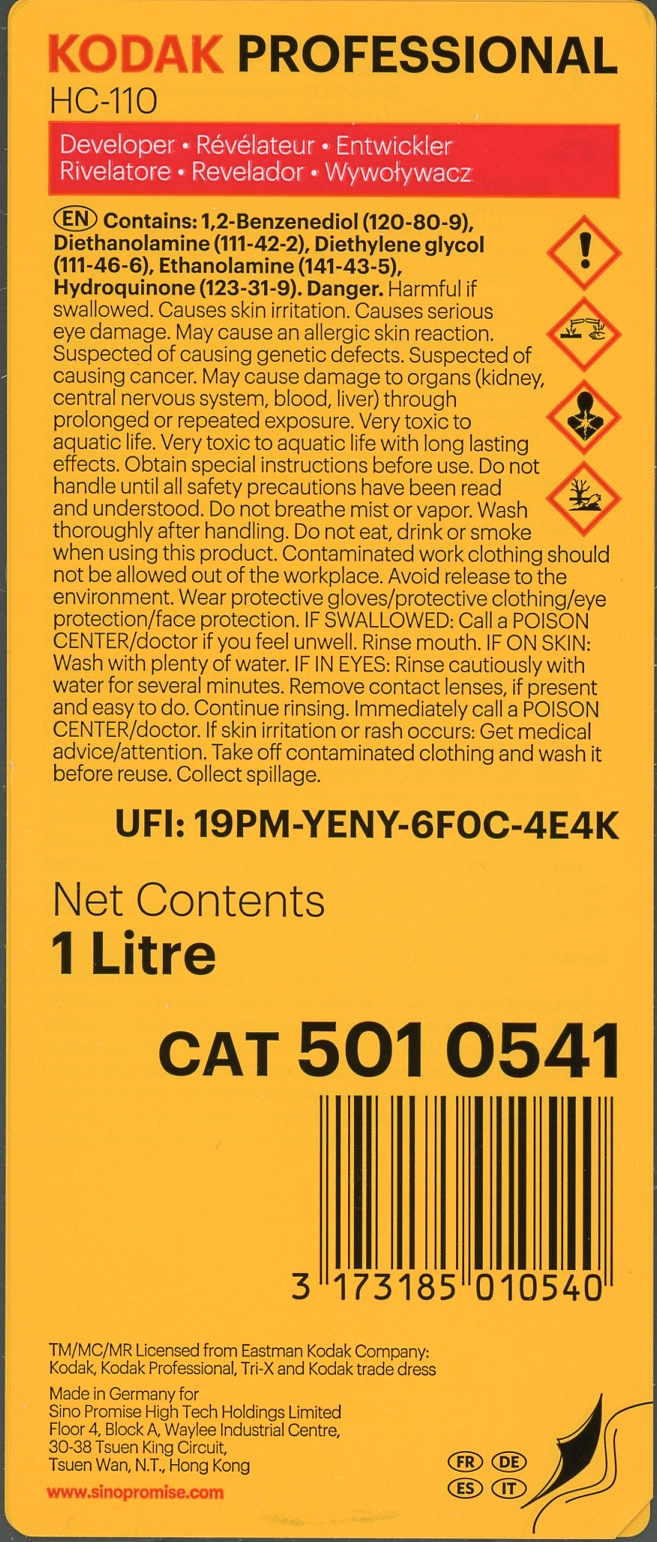 KODAK PROFESSIONAL
HC-110
Developer • Révélateur • Entwickler
Rivelatore • Revelador • Wywoływacz
EN Contains: 1,2-Benzenediol (120-80-9),
Diethanolamine (111-42-2), Diethylene glycol
(111-46-6), Ethanolamine (141-43-5),
Hydroquinone (123-31-9). Danger. Harmful if
swallowed. Causes skin irritation. Causes serious
eye damage. May cause an allergic skin reaction.
Suspected of causing genetic defects. Suspected of
causing cancer. May cause damage to organs (kidney,
central nervous system, blood, liver) through
prolonged or repeated exposure. Very toxic to
aquatic life. Very toxic to aquatic life with long lasting
effects. Obtain special instructions before use. Do not
handle until all safety precautions have been read
and understood. Do not breathe mist or vapor. Wash
thoroughly after handling. Do not eat, drink or smoke
when using this product. Contaminated work clothing should
not be allowed out of the workplace. Avoid release to the
environment. Wear protective gloves/protective clothing/eye
protection/face protection. IF SWALLOWED: Call a POISON
CENTER/doctor if you feel unwell. Rinse mouth. IF ON SKIN:
Wash with plenty of water. IF IN EYES: Rinse cautiously with
water for several minutes. Remove contact lenses, if present
and easy to do. Continue rinsing. Immediately call a POISON
CENTER/doctor. If skin irritation or rash occurs: Get medical
advice/attention. Take off contaminated clothing and wash it
before reuse. Collect spillage.
UFI: 19PM-YENY-6F0C-4E4K
Net Contents
1 Litre
CAT 501 0541
3 173185 010540
TM/MC/MR Licensed from Eastman Kodak Company:
Kodak, Kodak Professional, Tri-X and Kodak trade dress
Made in Germany for
Sino Promise High Tech Holdings Limited
Floor 4, Block A, Waylee Industrial Centre,
30-38 Tsuen King Circuit,
Tsuen Wan, N.T., Hong Kong
www.sinopromise.com
FR DE
ES IT